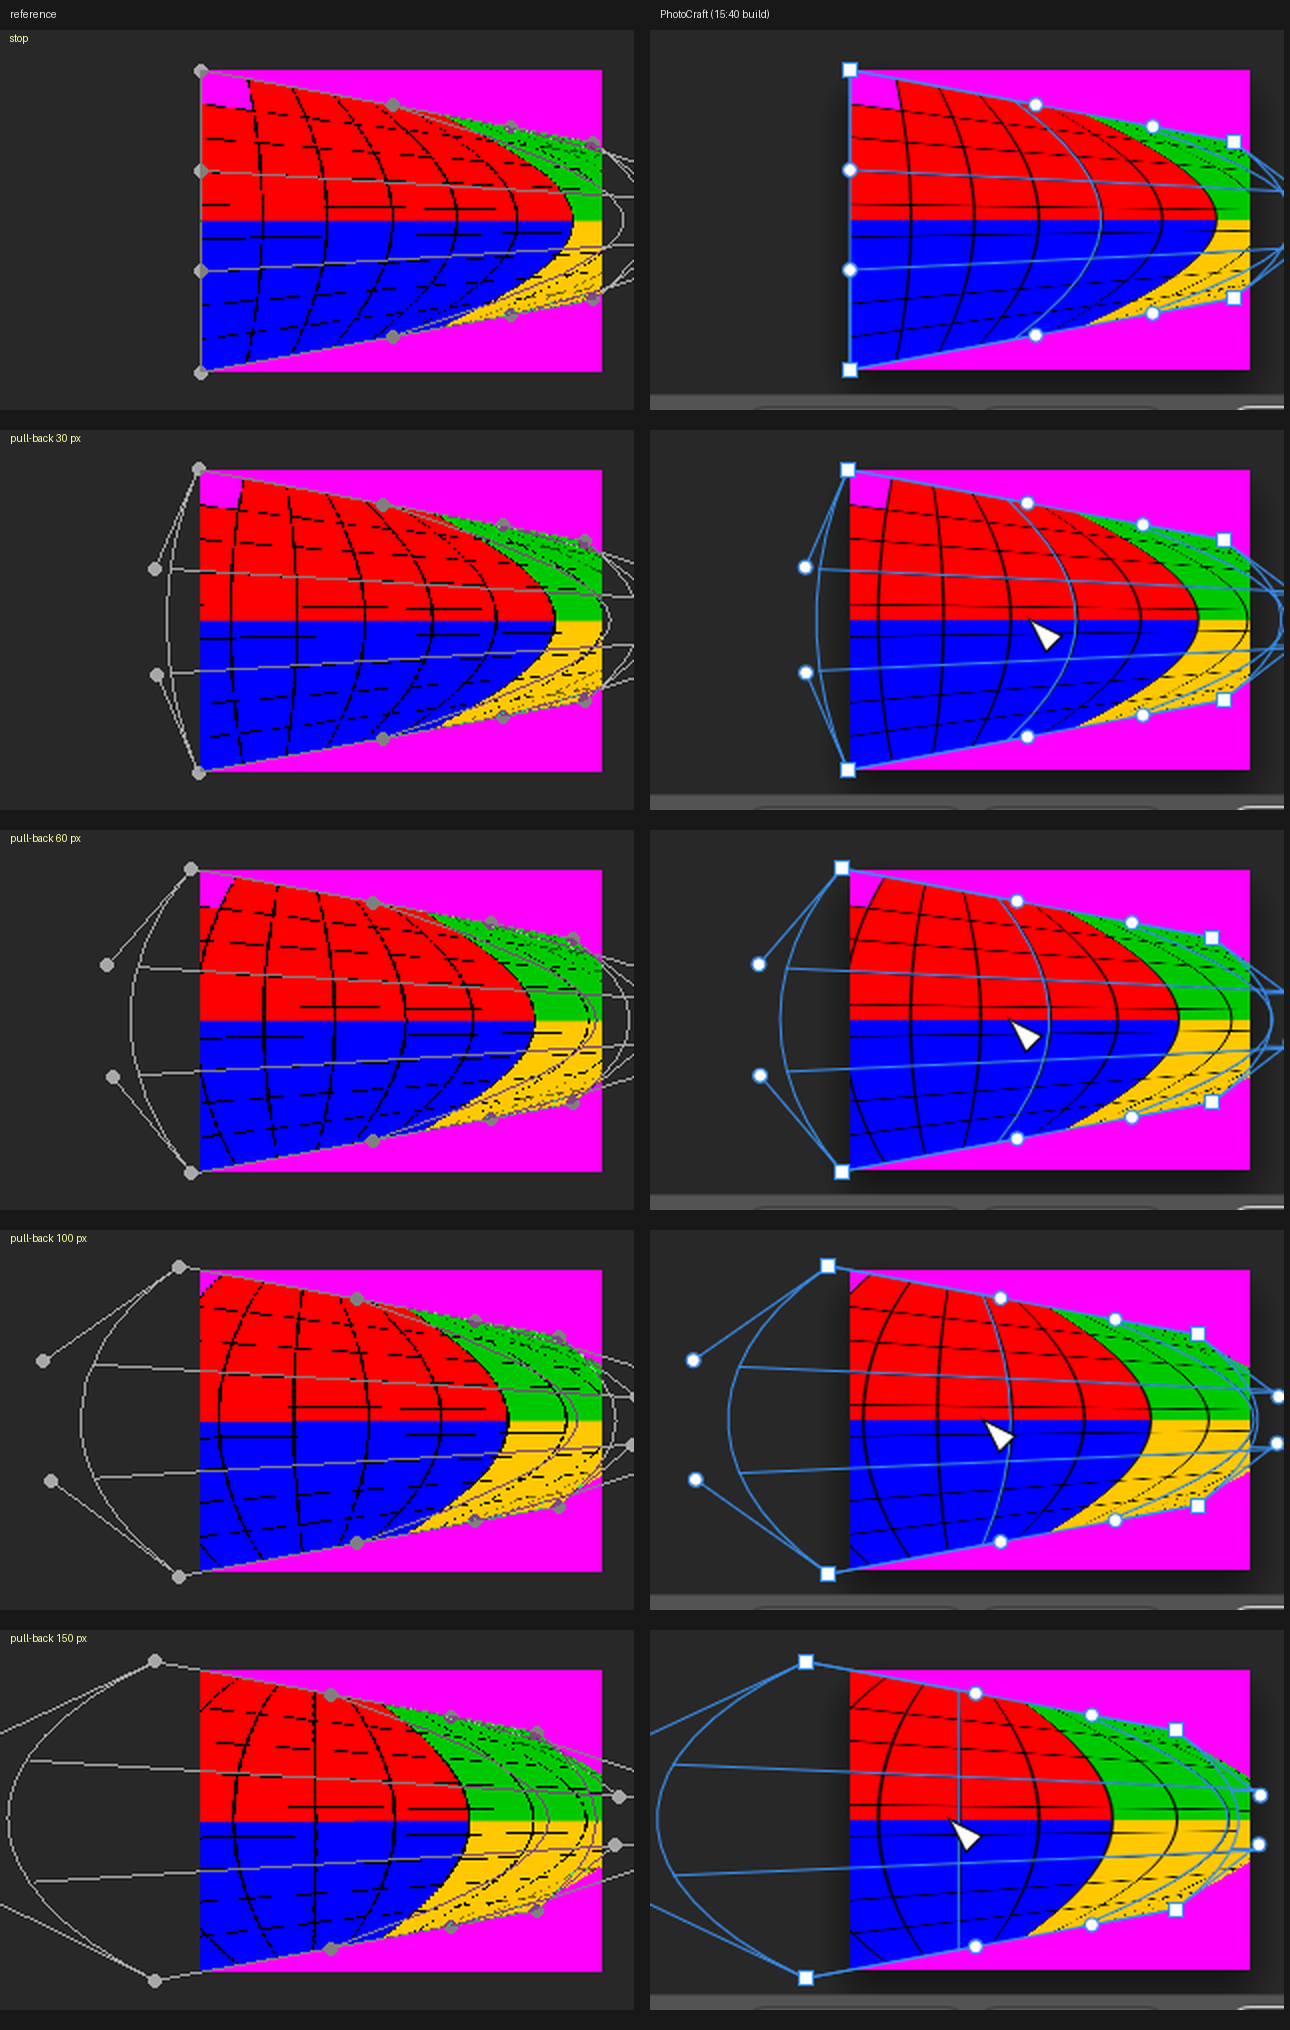 reference
PhotoCraft (15:40 build)
stop
pull-back 30 px
pull-back 60 px
pull-back 100 px
pull-back 150 px